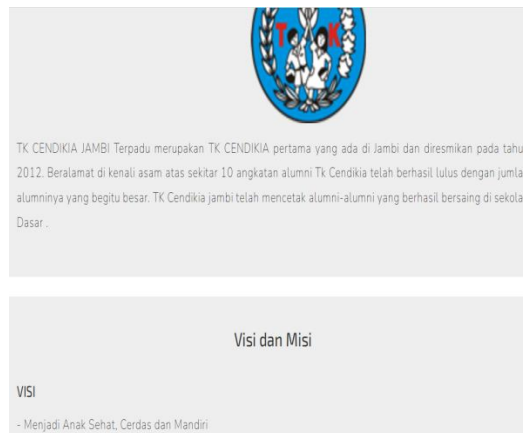 T K
TK CENDIKIA JAMBI Terpadu merupakan TK CENDIKIA pertama yang ada di Jambi dan diresmikan pada tahu
2012. Beralamat di kenali asam atas sekitar 10 angkatan alumni Tk Cendikia telah berhasil lulus dengan jumla
alumninya yang begitu besar. TK Cendikia jambi telah mencetak alumni-alumni yang berhasil bersaing di sekola
Dasar .
Visi dan Misi
VISI
- Menjadi Anak Sehat, Cerdas dan Mandiri